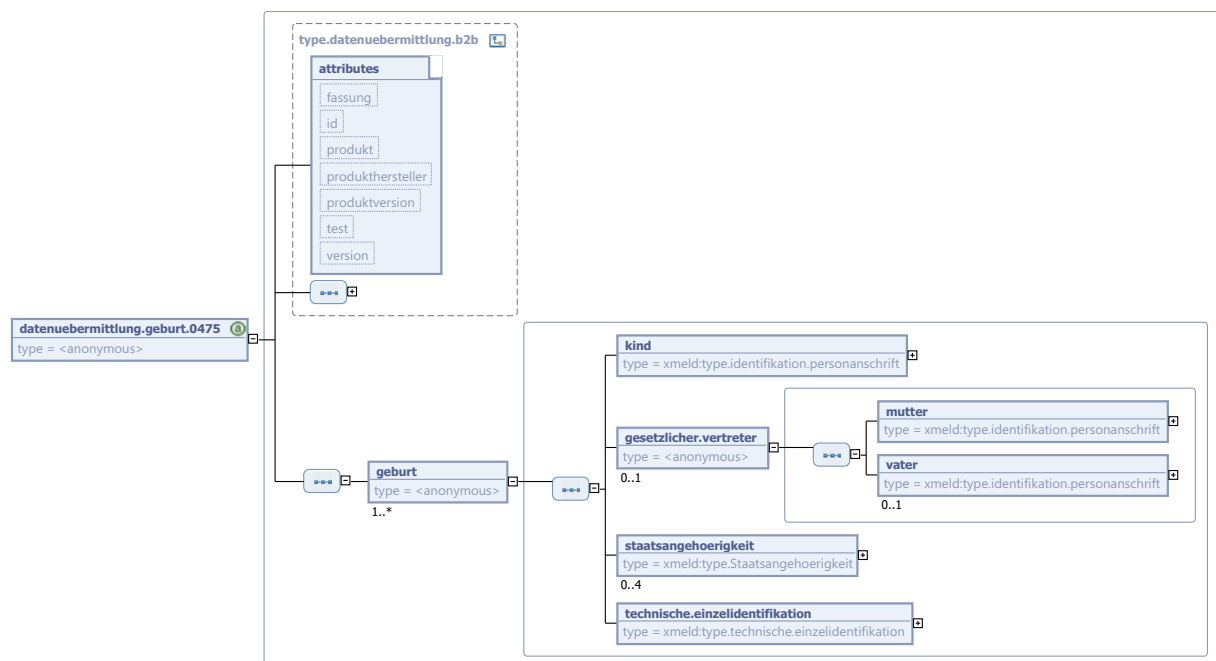 type.datenuebermittlung.b2b
attributes
fassung
id
produkt
produkthersteller
produktversion
test
version
datenuebermittlung.geburt.0475 a
type = <anonymous>
geburt
type = <anonymous>
1..*
kind
type = xmeld:type.identifikation.personanschrift
gesetzlicher.vertreter
type = <anonymous>
0..1
mutter
type = xmeld:type.identifikation.personanschrift
vater
type = xmeld:type.identifikation.personanschrift
0..1
staatsangehoerigkeit
type = xmeld:type.Staatsangehoerigkeit
0..4
technische.einzelidentifikation
type = xmeld:type.technische.einzelidentifikation